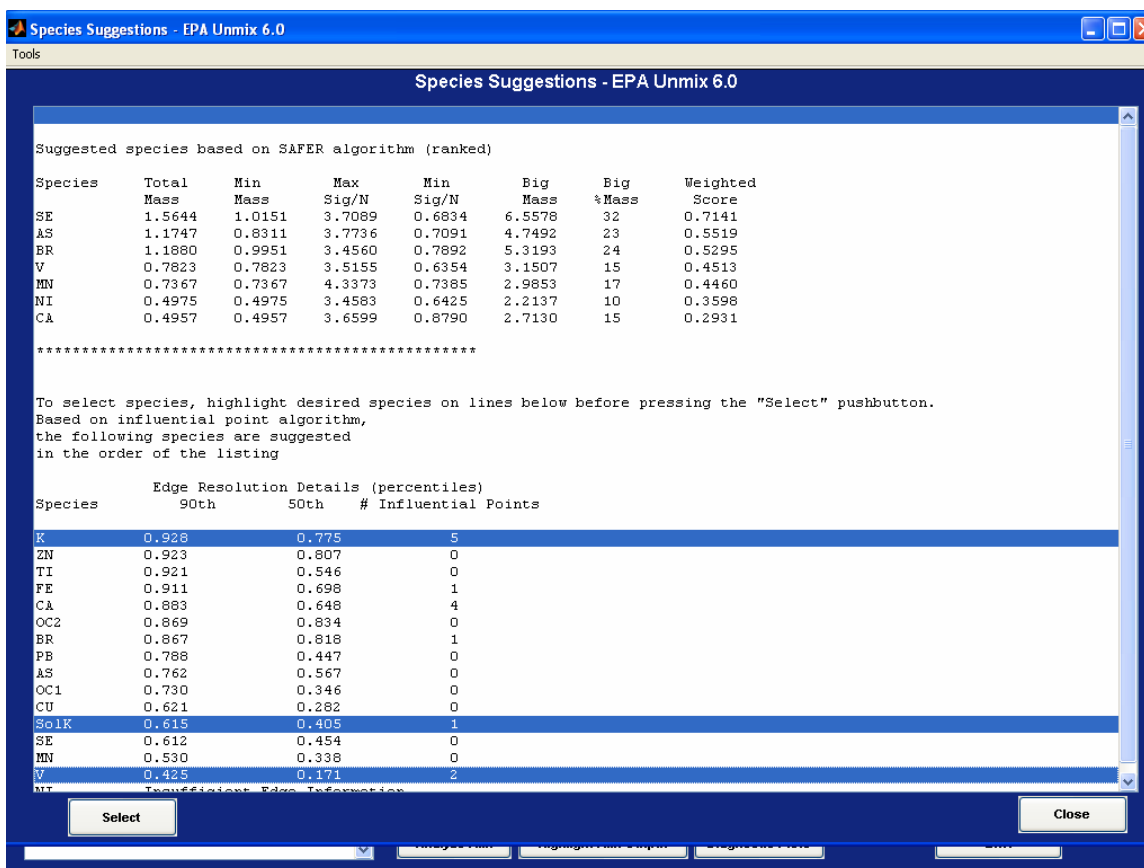 Species Suggestions - EPA Unmix 6.0
Tools
Species Suggestions - EPA Unmix 6.0
Suggested species based on SAFER algorithm (ranked)
Species Total Min Max Min Big Big Weighted
Mass Mass Sig/N Sig/N Mass %Mass Score
SE 1.5644 1.0151 3.7089 0.6834 6.5578 32 0.7141
AS 1.1747 0.8311 3.7736 0.7091 4.7492 23 0.5519
BR 1.1880 0.9951 3.4560 0.7892 5.3193 24 0.5295
V 0.7823 0.7823 3.5155 0.6354 3.1507 15 0.4513
MN 0.7367 0.7367 4.3373 0.7385 2.9853 17 0.4460
NI 0.4975 0.4975 3.4583 0.6425 2.2137 10 0.3598
CA 0.4957 0.4957 3.6599 0.8790 2.7130 15 0.2931
*************************************************
To select species, highlight desired species on lines below before pressing the "Select" pushbutton.
Based on influential point algorithm,
the following species are suggested
in the order of the listing
Edge Resolution Details (percentiles)
Species 90th 50th # Influential Points
K 0.928 0.775 5
ZN 0.923 0.807 0
TI 0.921 0.546 0
FE 0.911 0.698 1
CA 0.883 0.648 4
OC2 0.869 0.834 0
BR 0.867 0.818 1
PB 0.788 0.447 0
AS 0.762 0.567 0
OC1 0.730 0.346 0
CU 0.621 0.282 0
SolK 0.615 0.405 1
SE 0.612 0.454 0
MN 0.530 0.338 0
V 0.425 0.171 2
NI Insufficient Edge Information
Select Close